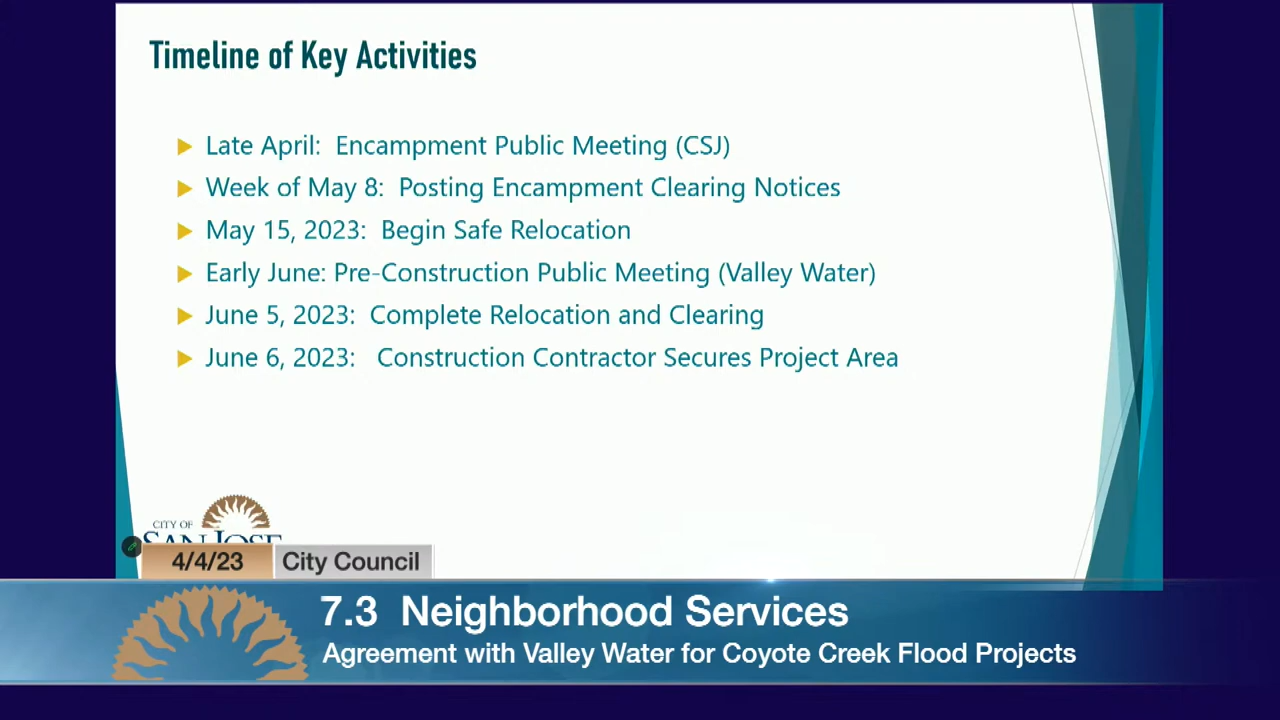 Timeline of Key Activities
Late April: Encampment Public Meeting (CSJ)
Week of May 8: Posting Encampment Clearing Notices
May 15, 2023: Begin Safe Relocation
Early June: Pre-Construction Public Meeting (Valley Water)
June 5, 2023: Complete Relocation and Clearing
June 6, 2023: Construction Contractor Secures Project Area
CITY OF
SAN JOSE
4/4/23 City Council
7.3 Neighborhood Services
Agreement with Valley Water for Coyote Creek Flood Projects